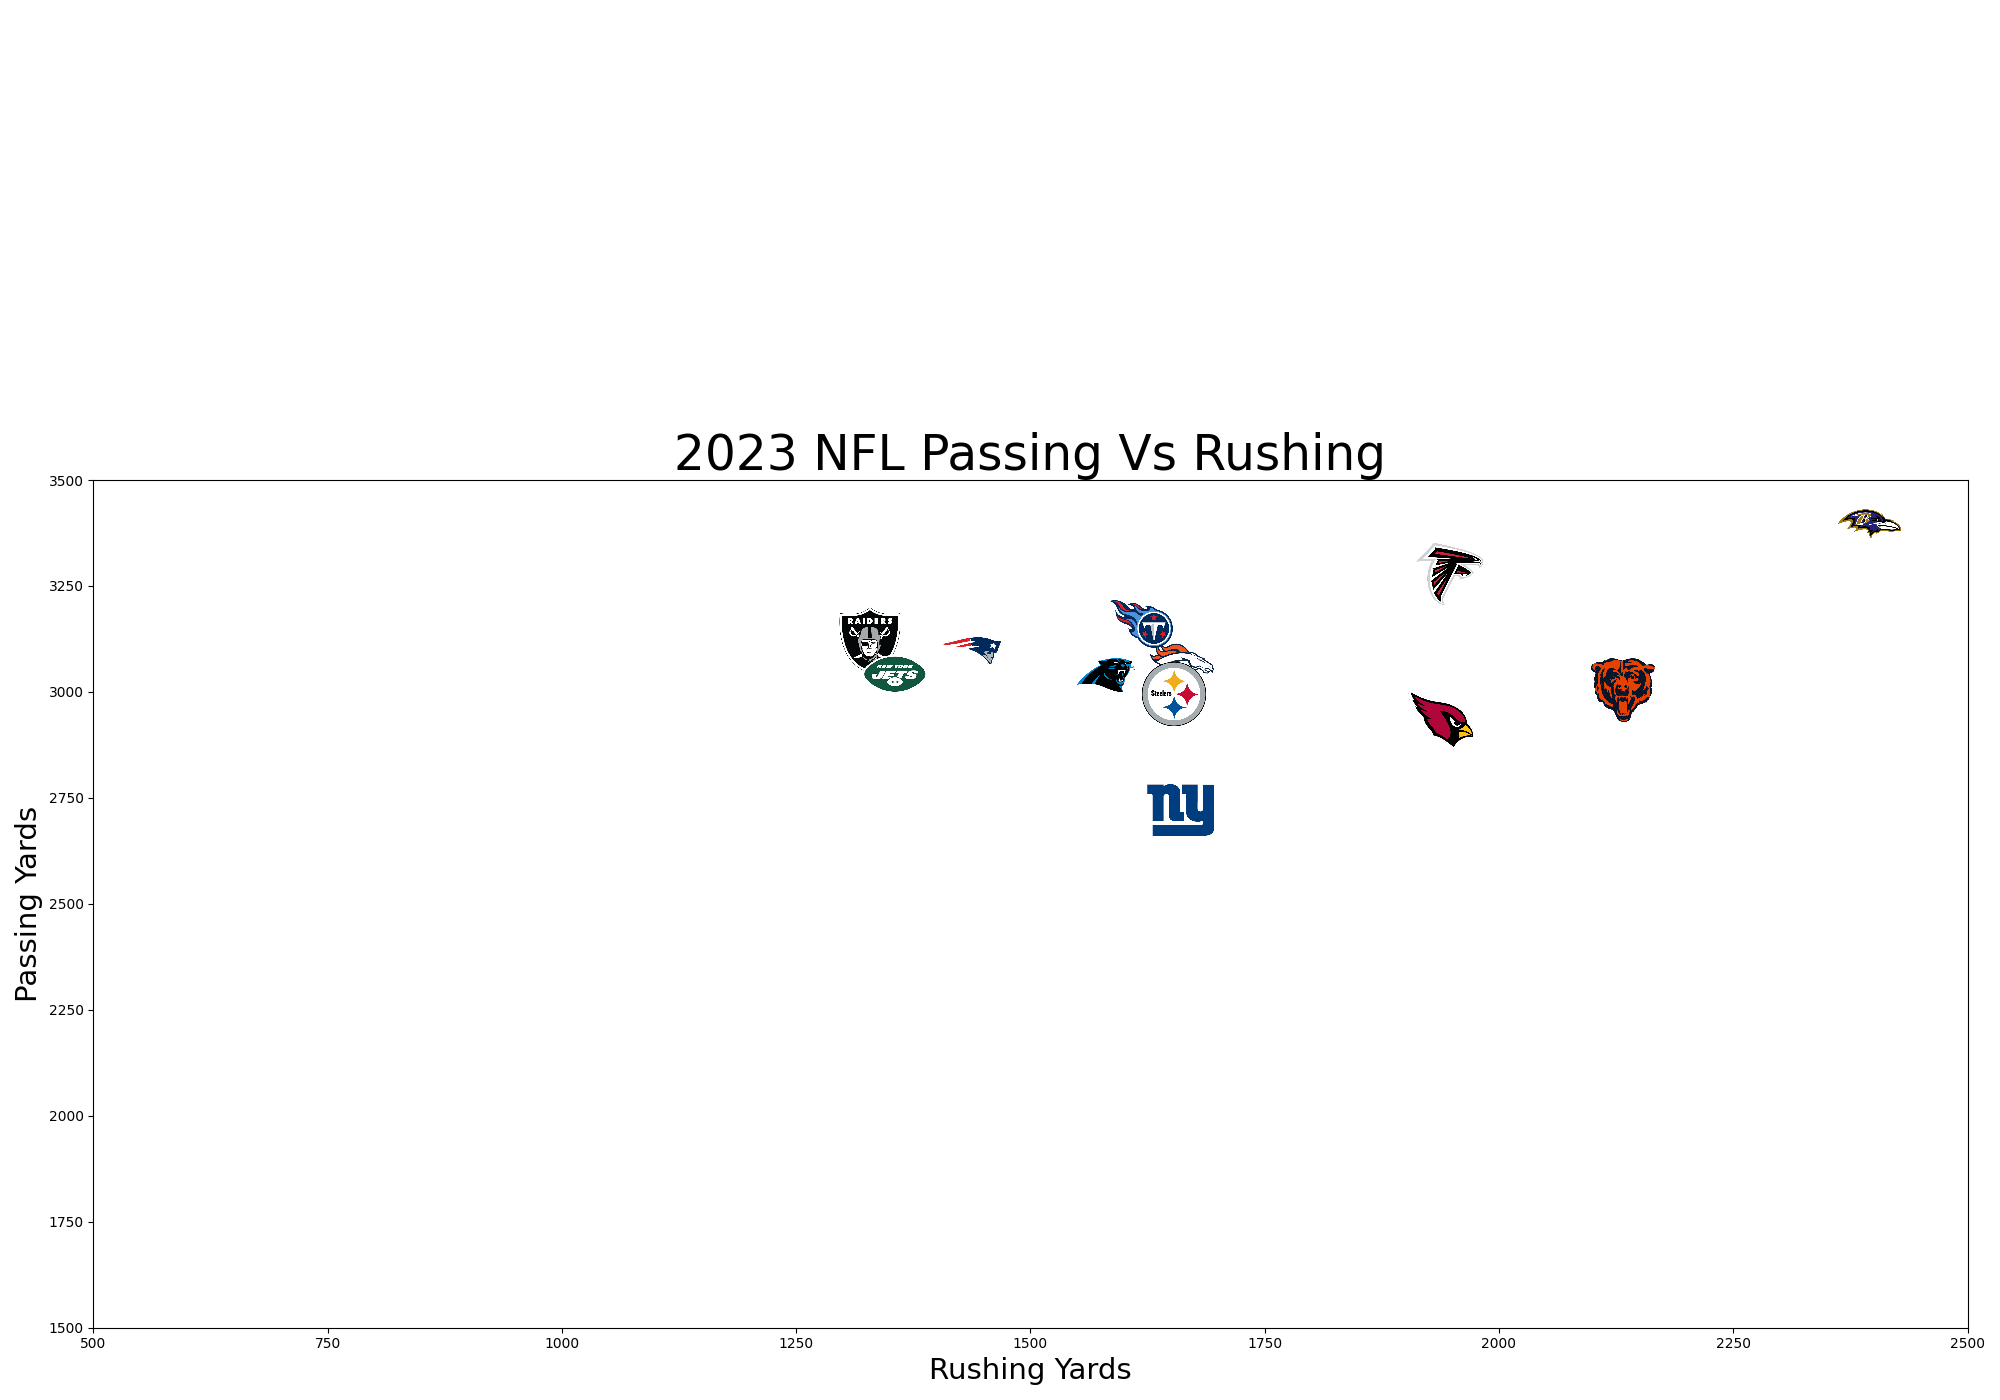 2023 NFL Passing Vs Rushing
3500
3250
3000
2750
2500
2250
2000
1750
1500
Passing Yards
RAIDERS
NEW YORK
JETS
T
B
Steelers
C
ny
500
750
1000
1250
1500
1750
2000
2250
2500
Rushing Yards